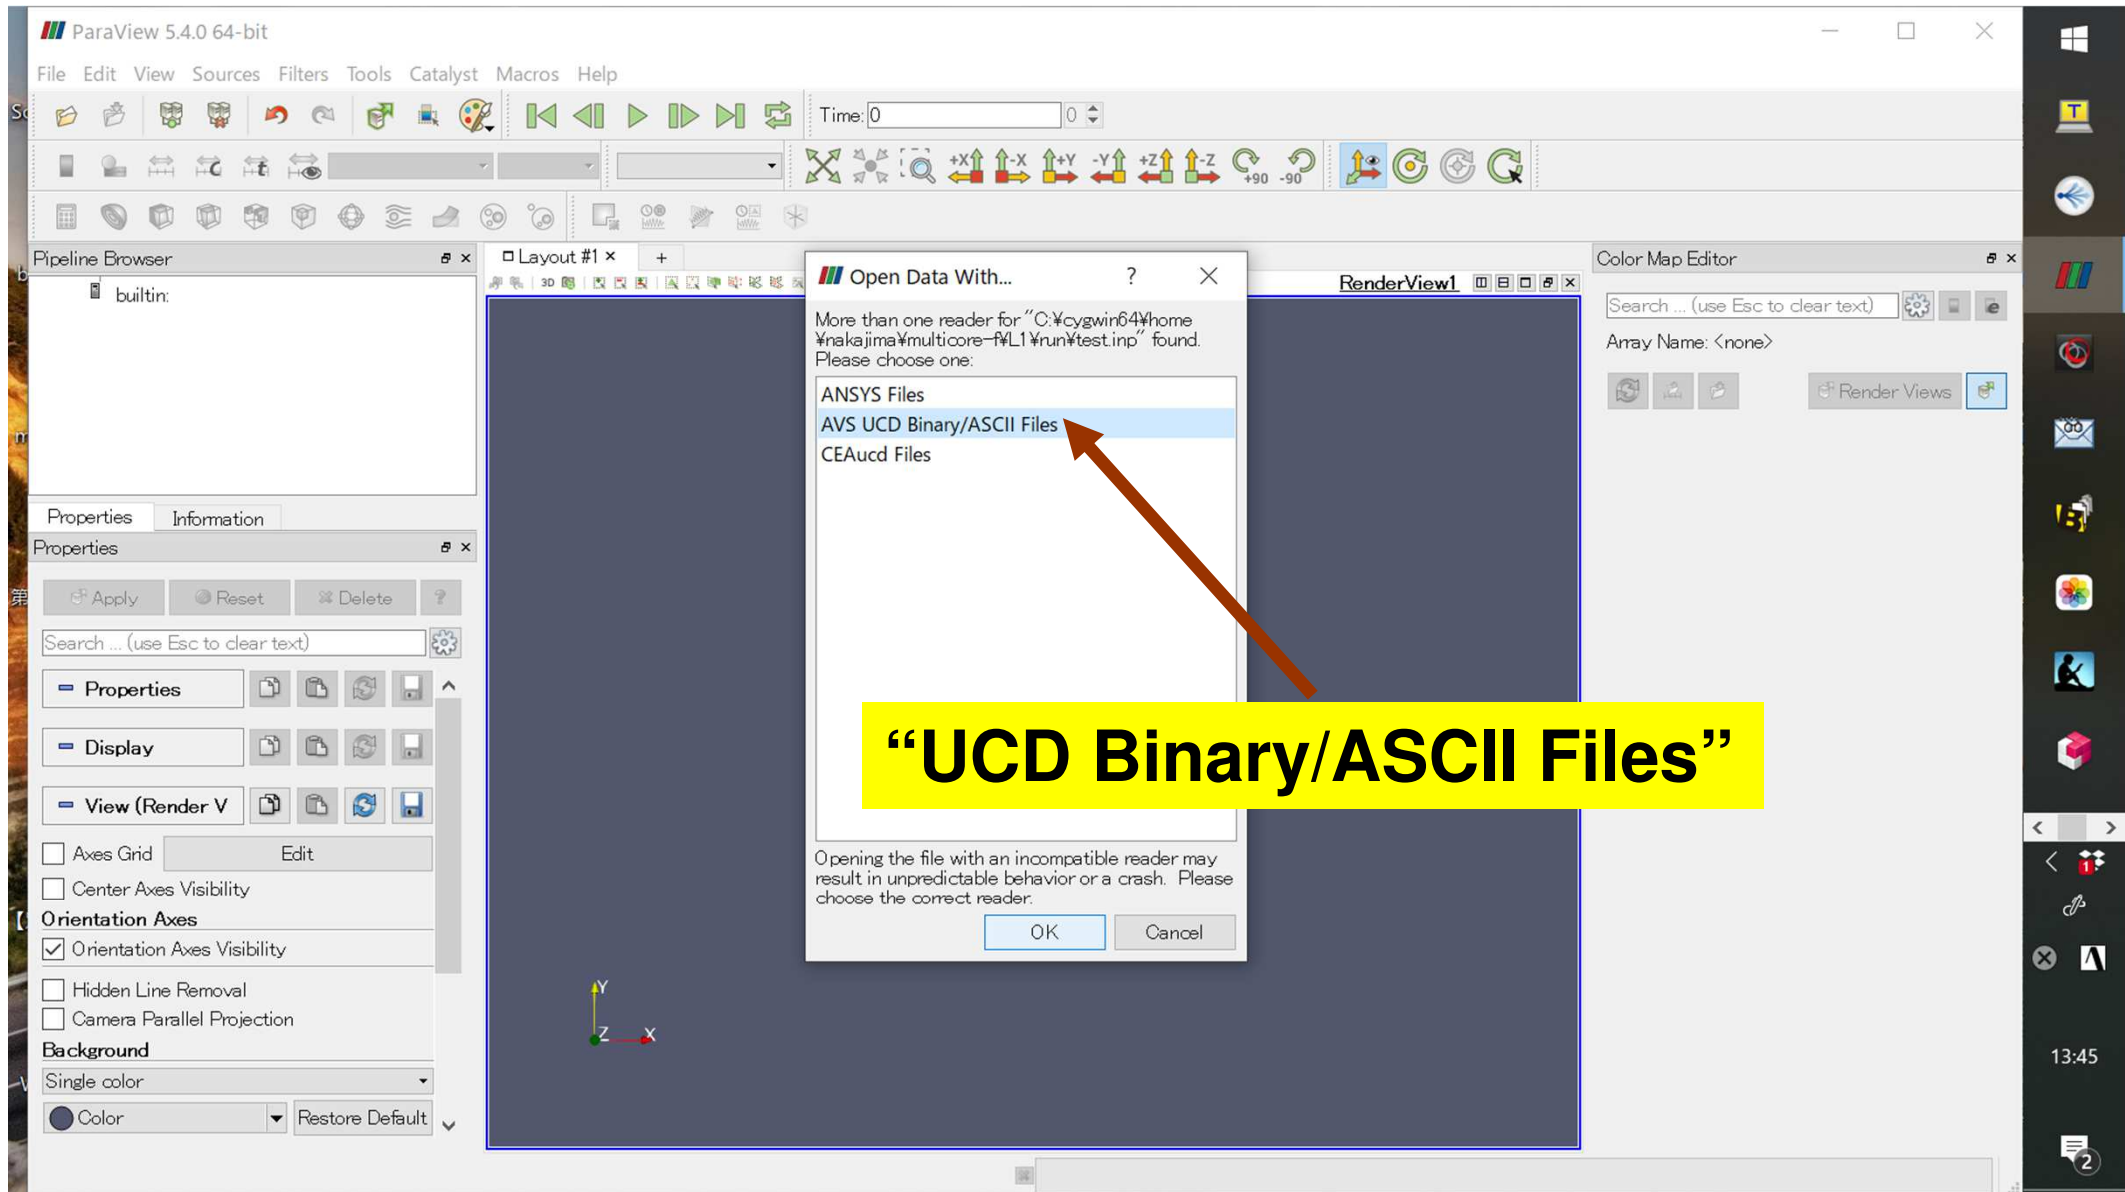 ParaView 5.4.0 64-bit
File Edit View Sources Filters Tools Catalyst Macros Help
Time: 0 0
+X -X +Y -Y +Z -Z +90 -90
Pipeline Browser
builtin:
Layout #1 × +
3D
RenderView1
Color Map Editor
Search ... (use Esc to clear text)
Array Name: <none>
Render Views
Open Data With... ?
More than one reader for "C:¥cygwin64¥home
¥nakajima¥multicore-f¥L1¥run¥test.inp" found.
Please choose one:
ANSYS Files
AVS UCD Binary/ASCII Files
CEAucd Files
“UCD Binary/ASCII Files”
Opening the file with an incompatible reader may
result in unpredictable behavior or a crash. Please
choose the correct reader.
OK Cancel
Properties Information
Properties
Apply Reset Delete ?
Search ... (use Esc to clear text)
Properties
Display
View (Render V
Axes Grid Edit
Center Axes Visibility
Orientation Axes
Orientation Axes Visibility
Hidden Line Removal
Camera Parallel Projection
Background
Single color
Color Restore Default
Y
Z X
T
1
13:45
2